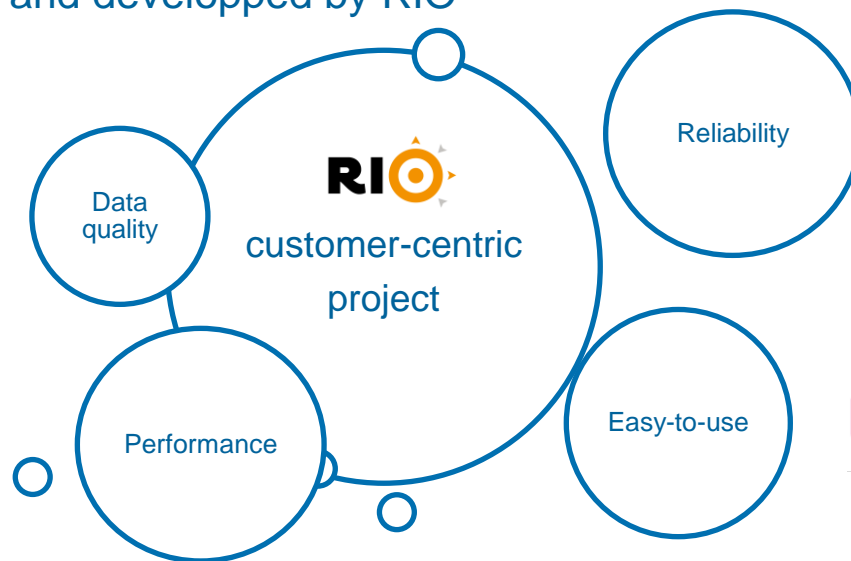 and developped by RIO
Reliability
Data
quality
RIO
customer-centric
project
Easy-to-use
Performance